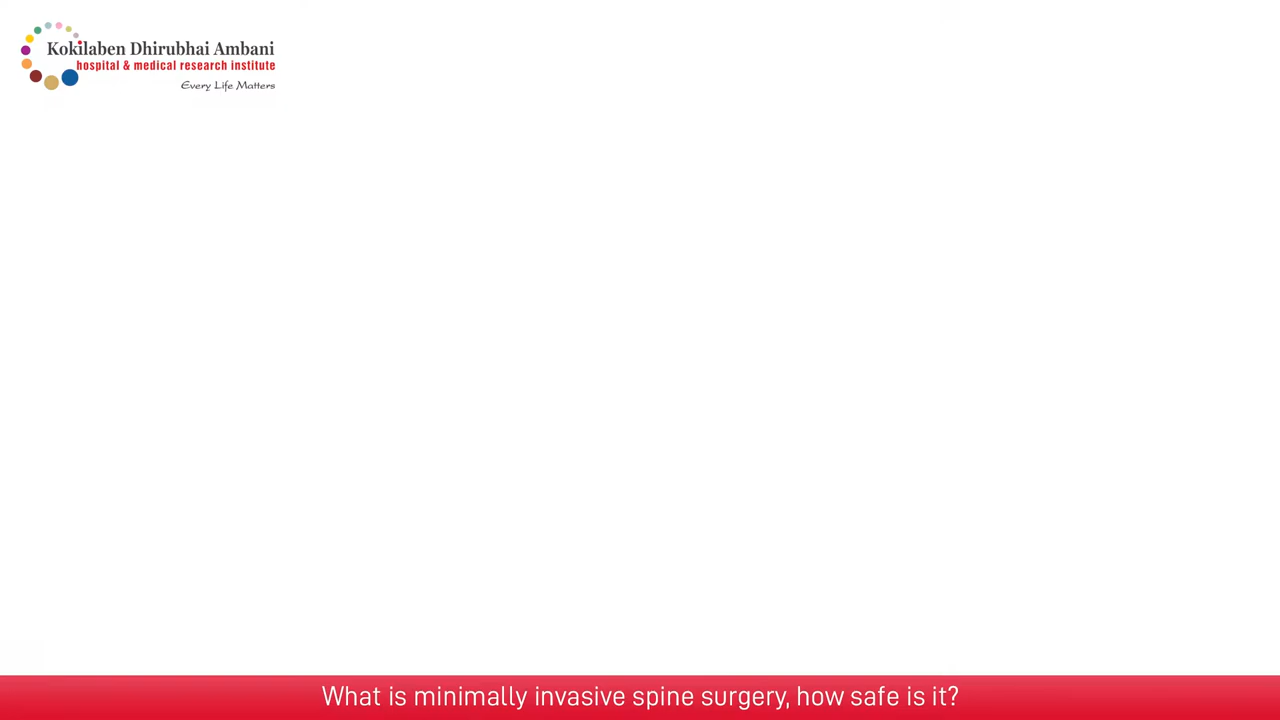 Kokilaben Dhirubhai Ambani
hospital & medical research institute
Every Life Matters
What is minimally invasive spine surgery, how safe is it?